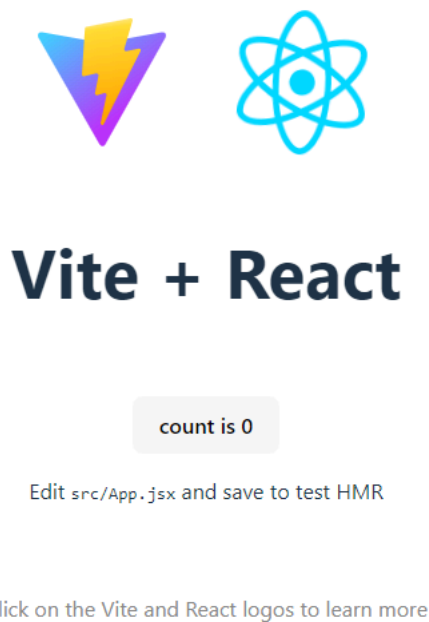 Vite + React
count is 0
Edit src/App.jsx and save to test HMR
lick on the Vite and React logos to learn more